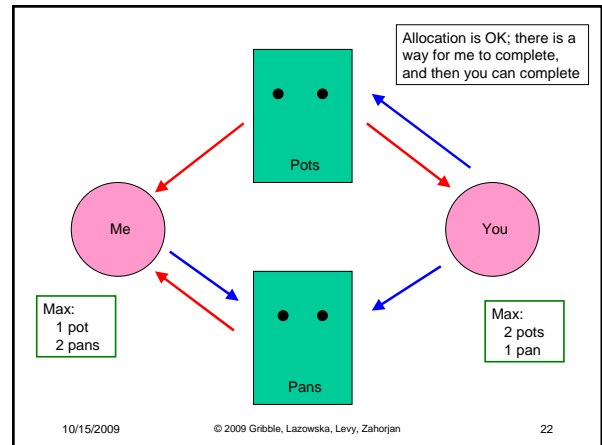 Allocation is OK; there is a
way for me to complete,
and then you can complete
Pots
Me
You
Max:
1 pot
2 pans
Max:
2 pots
1 pan
Pans
10/15/2009
© 2009 Gribble, Lazowska, Levy, Zahorjan
22